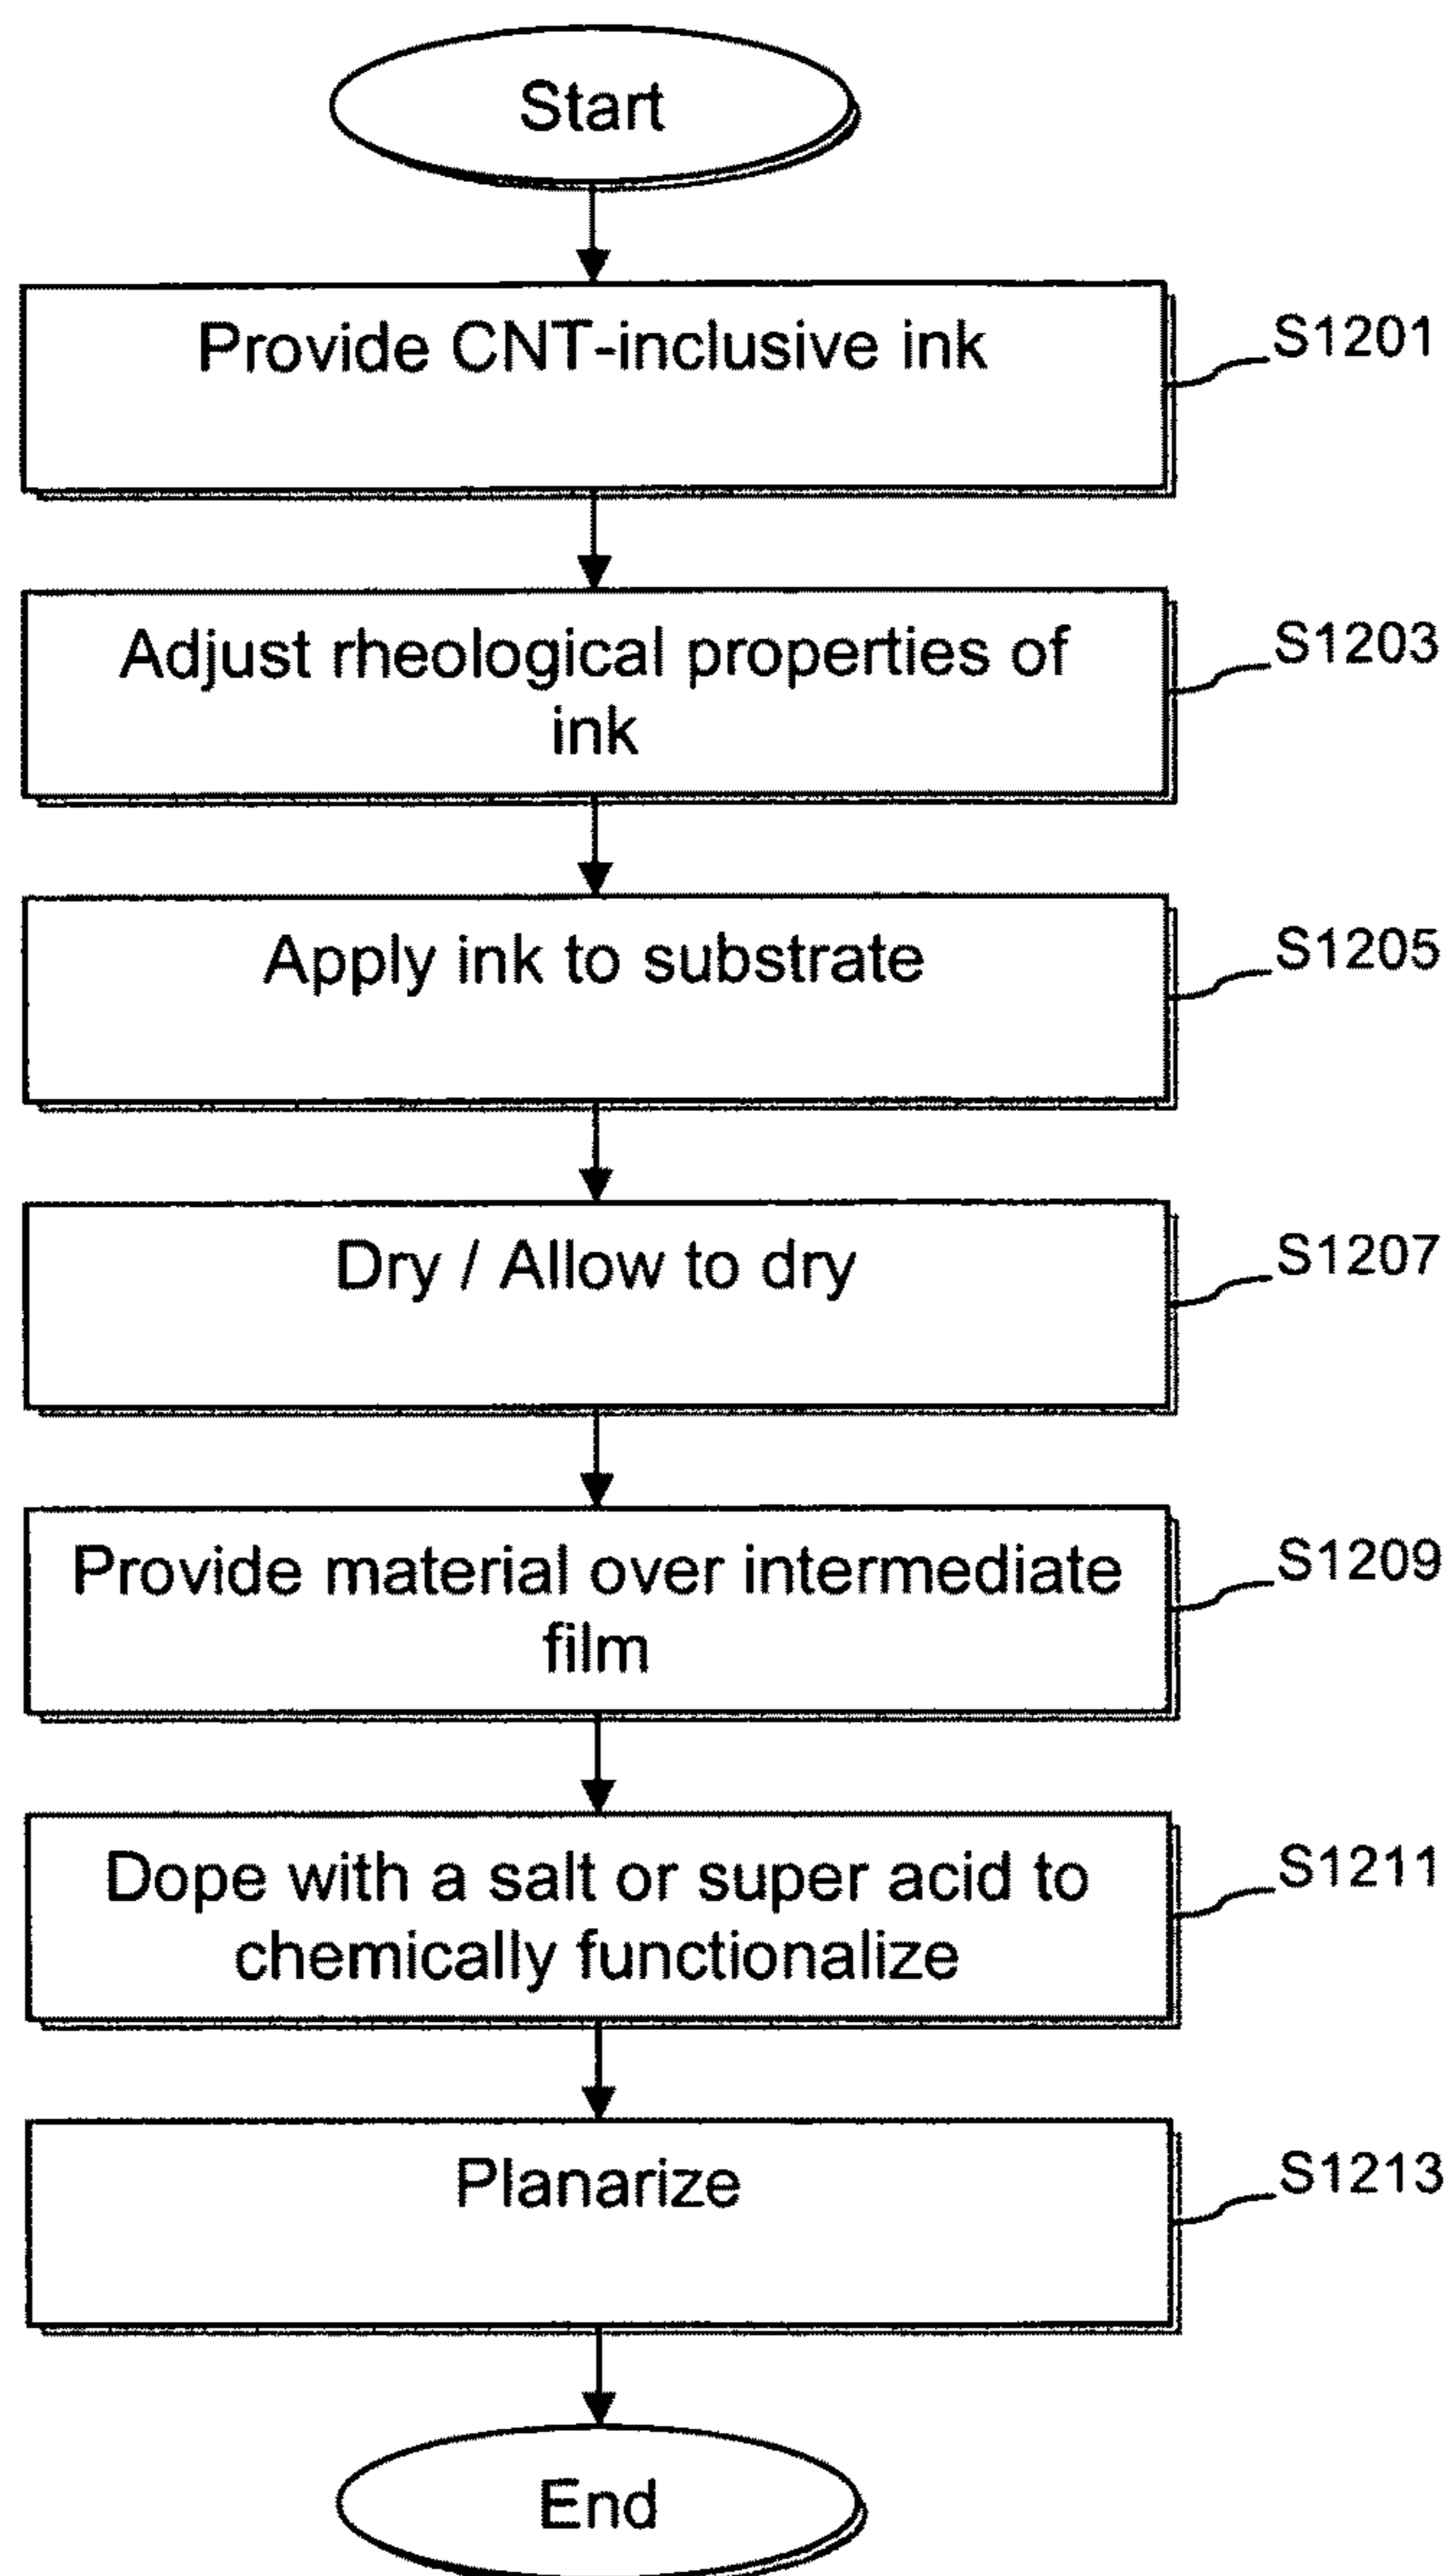 Start
Provide CNT-inclusive ink
S1201
Adjust rheological properties of
ink
S1203
Apply ink to substrate
S1205
Dry / Allow to dry
S1207
Provide material over intermediate
film
S1209
Dope with a salt or super acid to
chemically functionalize
S1211
Planarize
S1213
End